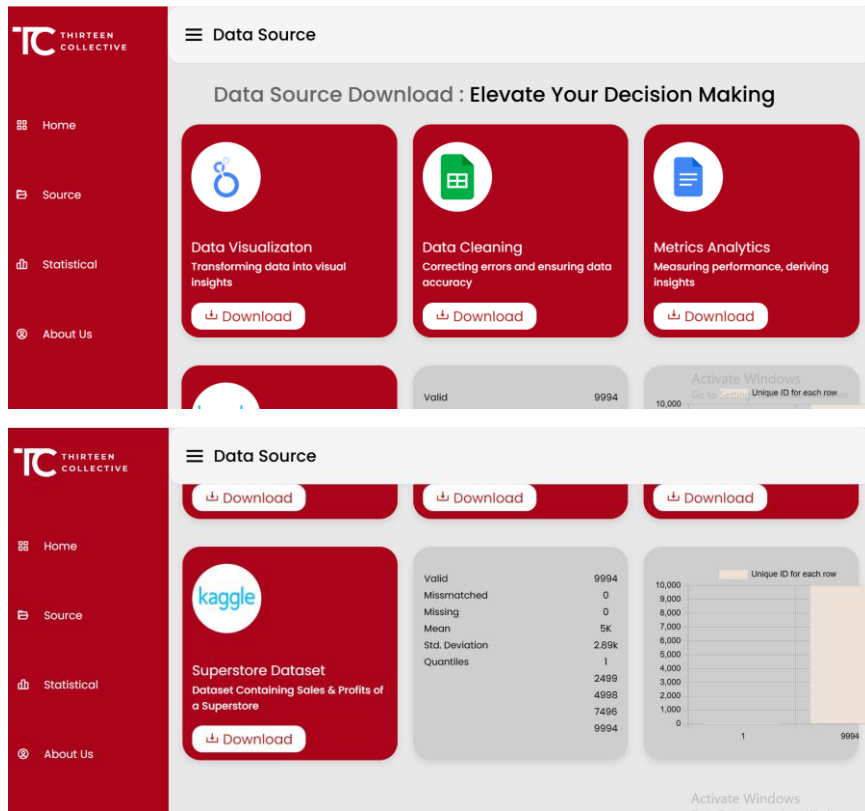 THIRTEEN
COLLECTIVE
Data Source
Home
Source
Statistical
About Us
Data Source Download : Elevate Your Decision Making
Data Visualizaton
Transforming data into visual
insights
Download
Data Cleaning
Correcting errors and ensuring data
accuracy
Download
Metrics Analytics
Measuring performance, deriving
insights
Download
Valid 9994
Activate Windows
Unique ID for each row
10,000
THIRTEEN
COLLECTIVE
Data Source
Home
Source
Statistical
About Us
Download
Download
Download
kaggle
Superstore Dataset
Dataset Containing Sales & Profits of
a Superstore
Download
Valid 9994
Missmatched 0
Missing 0
Mean 5K
Std. Deviation 2.89k
Quantiles 1
2499
4998
7496
9994
Unique ID for each row
10,000
9,000
8,000
7,000
6,000
5,000
4,000
3,000
2,000
1,000
0
1 9994
Activate Windows